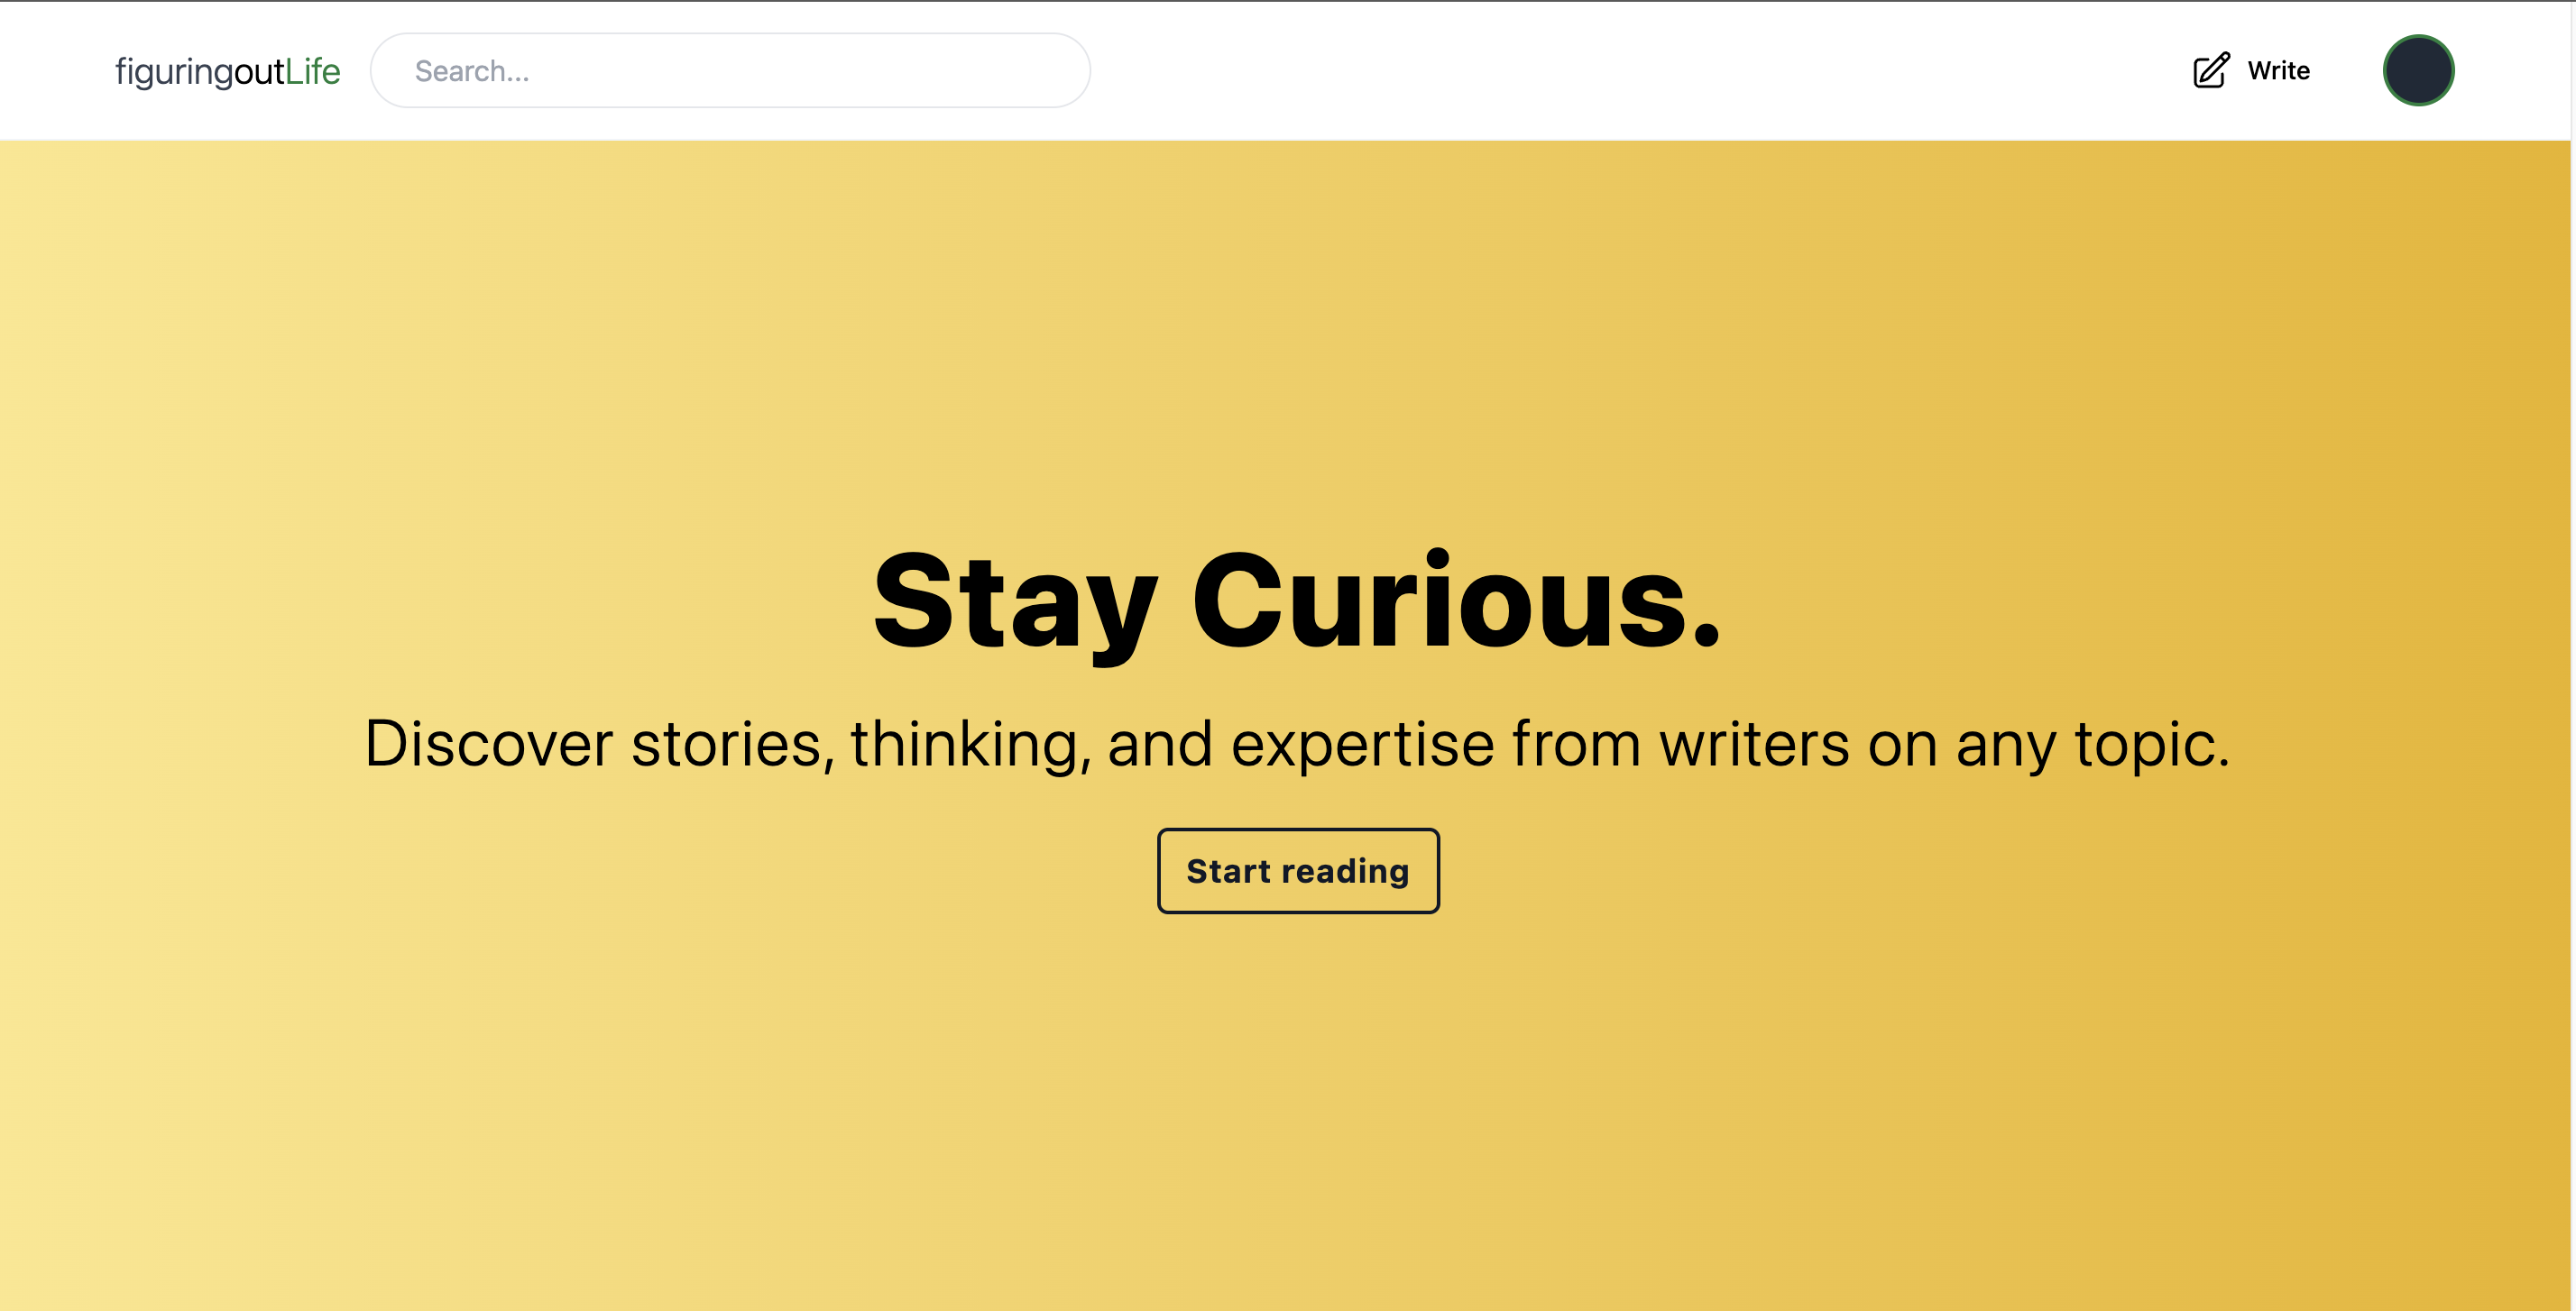 figuringoutLife
Search...
Write
Stay Curious.
Discover stories, thinking, and expertise from writers on any topic.
Start reading